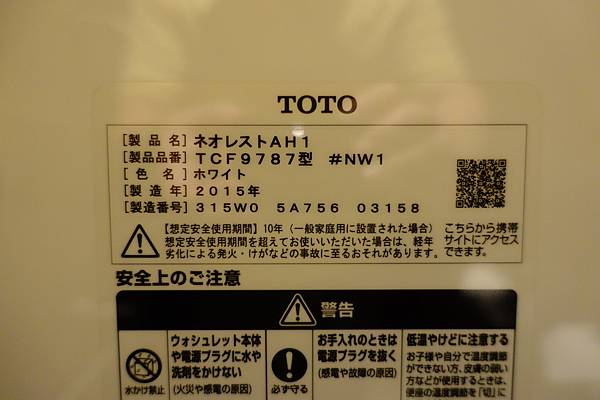 TOTO
[製 品 名] ネオレストAH1
[製品品番] TCF9787型 #NW1
[色 名] ホワイト
[製 造 年] 2015年
[製造番号] 315W0 5A756 03158
【想定安全使用期間】10年(一般家庭用に設置された場合)
想定安全使用期間を超えてお使いいただいた場合は、経年
劣化による発火・けがなどの事故に至るおそれがあります。
こちらから携帯
サイトにアクセス
できます。
安全上のご注意
警告
ウォシュレット本体
や電源プラグに水や
洗剤をかけない
(火災や感電の原因)
水かけ禁止
お手入れのときは
電源プラグを抜く
(感電や故障の原因)
必ず守る
低温やけどに注意する
お子様や自分で温度調節
ができない方、皮膚の弱い
方などが使用するときは、
便座の温度調節を「切」に